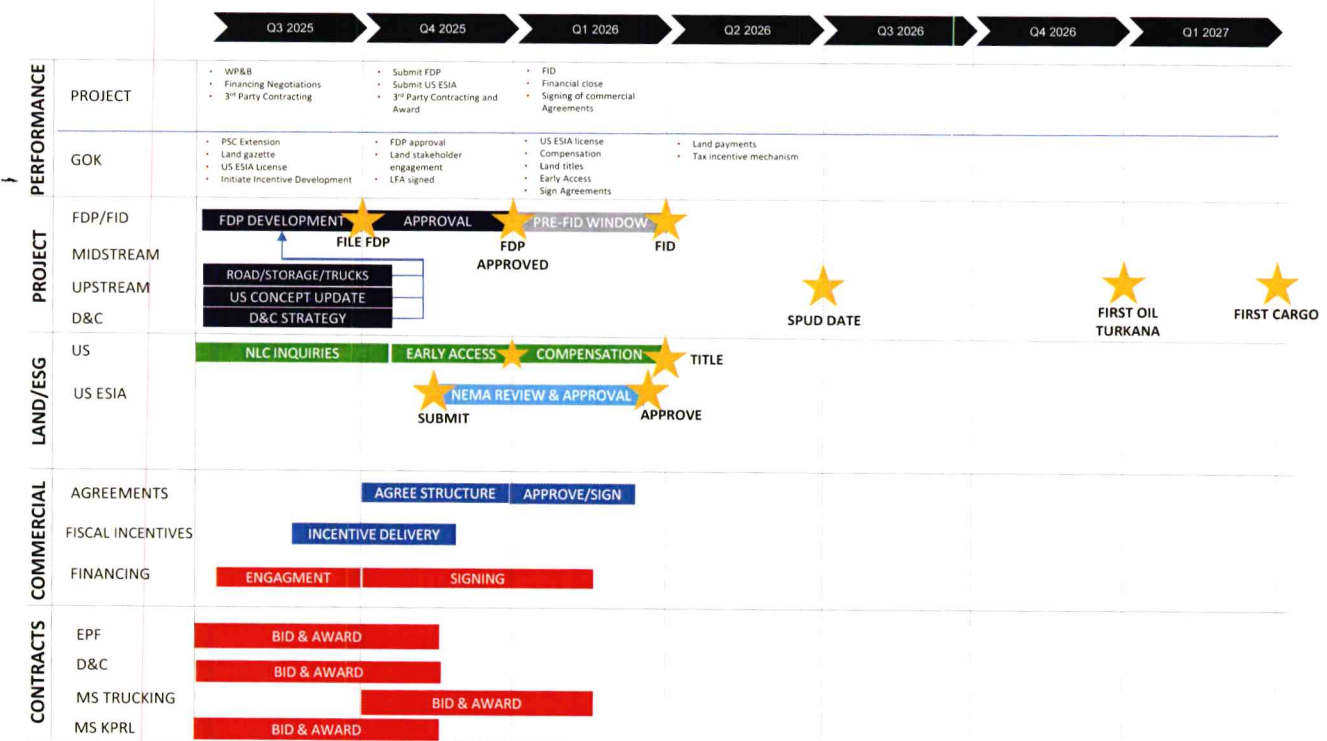 Q3 2025
Q4 2025
Q1 2026
Q2 2026
Q3 2026
Q4 2026
Q1 2027
PERFORMANCE
PROJECT
• WP&B
• Financing Negotiations
• 3rd Party Contracting
• Submit FDP
• Submit US ESIA
• 3rd Party Contracting and
Award
• FID
• Financial close
• Signing of commercial
Agreements
GOK
• PSC Extension
• Land gazette
• US ESIA License
• Initiate Incentive Development
• FDP approval
• Land stakeholder
engagement
• LFA signed
• US ESIA license
• Compensation
• Land titles
• Early Access
• Sign Agreements
• Land payments
• Tax incentive mechanism
PROJECT
FDP/FID
FDP DEVELOPMENT
APPROVAL
PRE-FID WINDOW
FILE FDP
FDP
APPROVED
FID
MIDSTREAM
ROAD/STORAGE/TRUCKS
UPSTREAM
US CONCEPT UPDATE
D&C
D&C STRATEGY
SPUD DATE
FIRST OIL
TURKANA
FIRST CARGO
LAND/ESG
US
NLC INQUIRIES
EARLY ACCESS
COMPENSATION
TITLE
US ESIA
NEMA REVIEW & APPROVAL
SUBMIT
APPROVE
COMMERCIAL
AGREEMENTS
AGREE STRUCTURE
APPROVE/SIGN
FISCAL INCENTIVES
INCENTIVE DELIVERY
FINANCING
ENGAGMENT
SIGNING
CONTRACTS
EPF
BID & AWARD
D&C
BID & AWARD
MS TRUCKING
BID & AWARD
MS KPRL
BID & AWARD